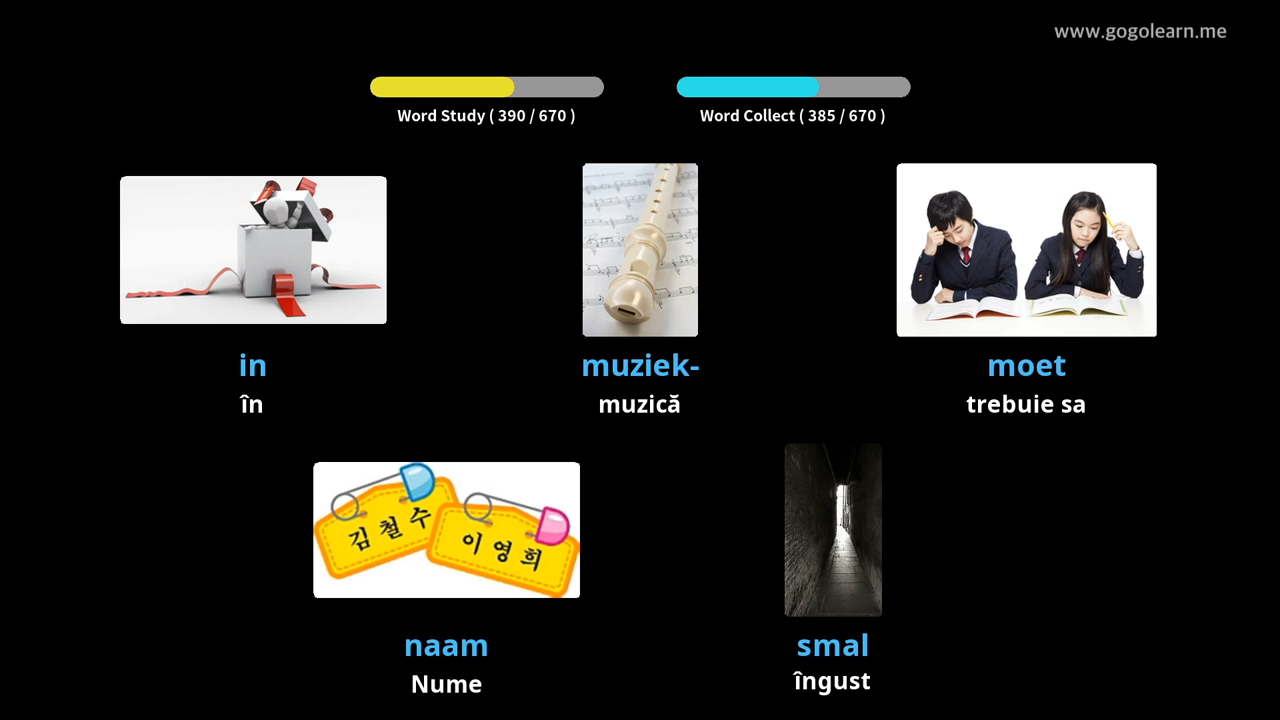 www.gogolearn.me
Word Study ( 390 / 670 )
Word Collect ( 385 / 670 )
in
în
muziek-
muzică
moet
trebuie sa
김철수
이영희
naam
Nume
smal
îngust